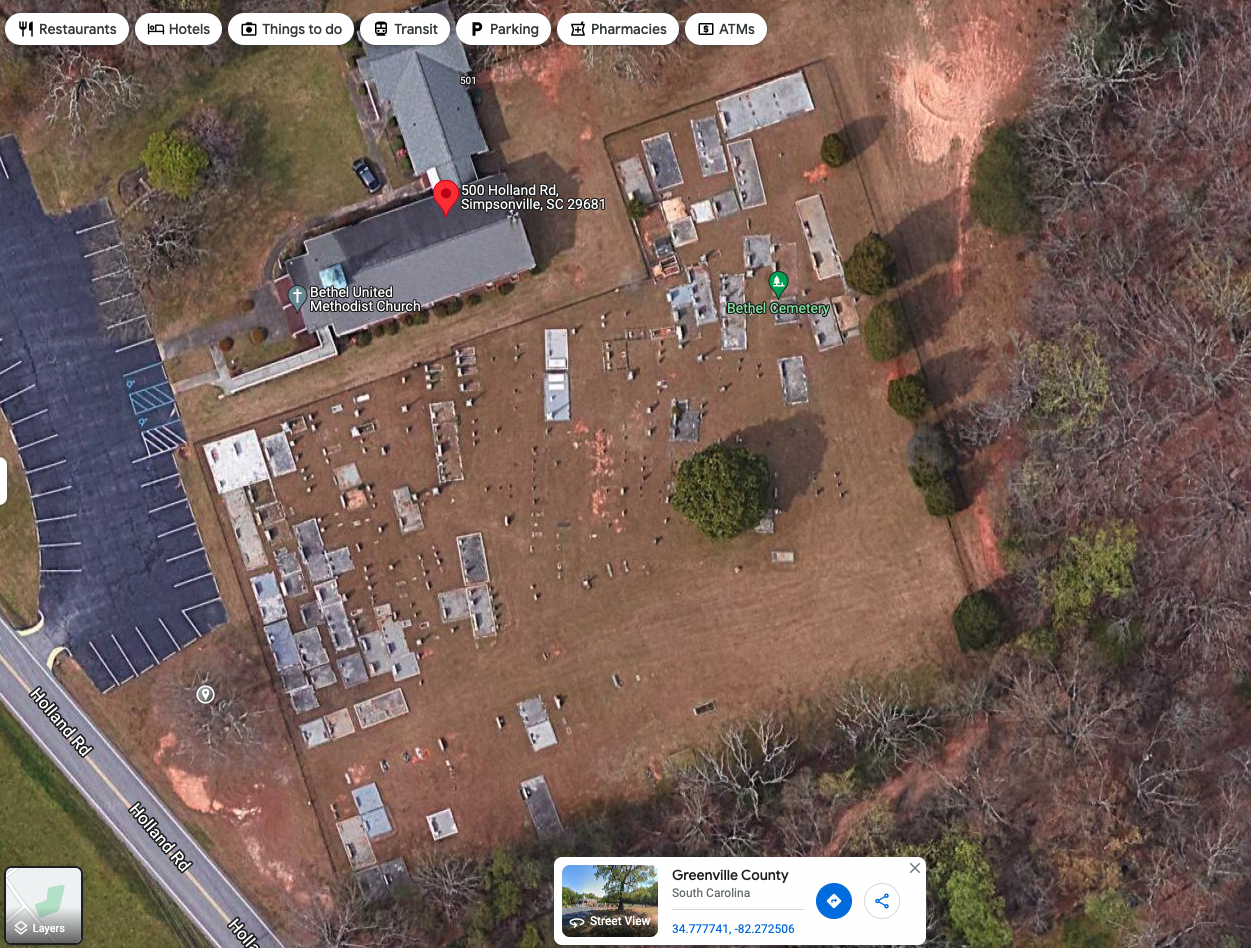 Restaurants
Hotels
Things to do
Transit
Parking
Pharmacies
ATMs
501
500 Holland Rd,
Simpsonville, SC 29681
Bethel United
Methodist Church
Bethel Cemetery
Holland Rd
Holland Rd
Holla
Layers
Street View
Greenville County
South Carolina
34.777741, -82.272506